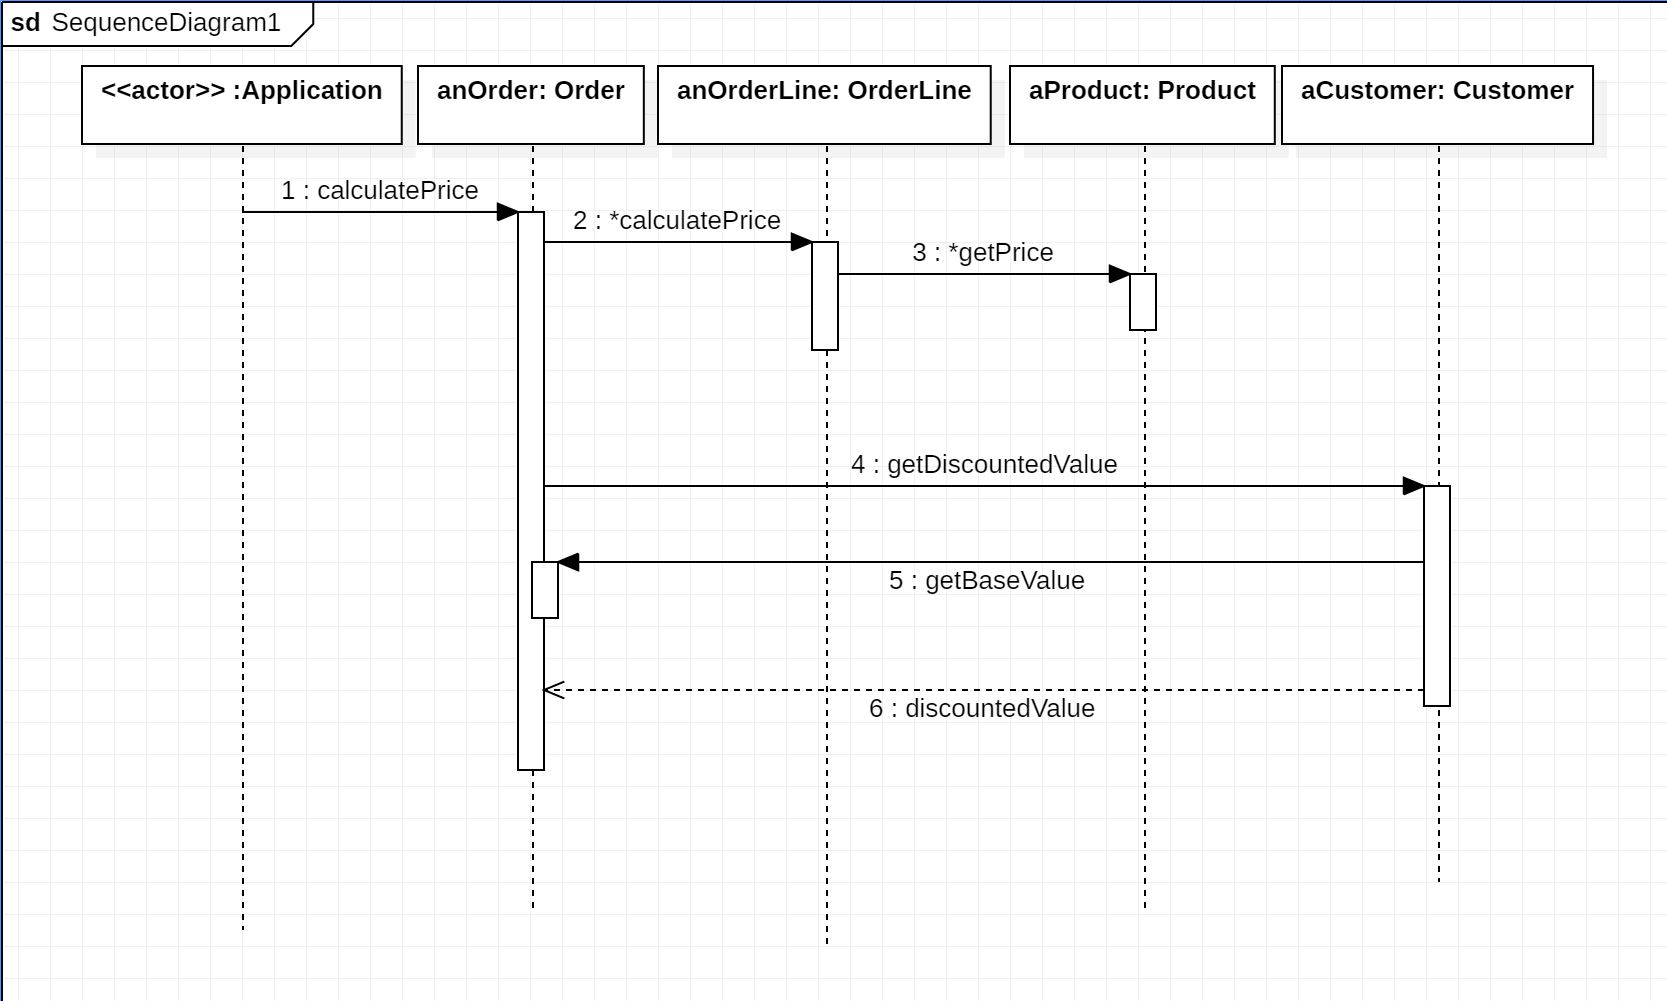 sd SequenceDiagram1
<<actor>> :Application
anOrder: Order
anOrderLine: OrderLine
aProduct: Product
aCustomer: Customer
1 : calculatePrice
2 : *calculatePrice
3 : *getPrice
4 : getDiscountedValue
5 : getBaseValue
6 : discountedValue